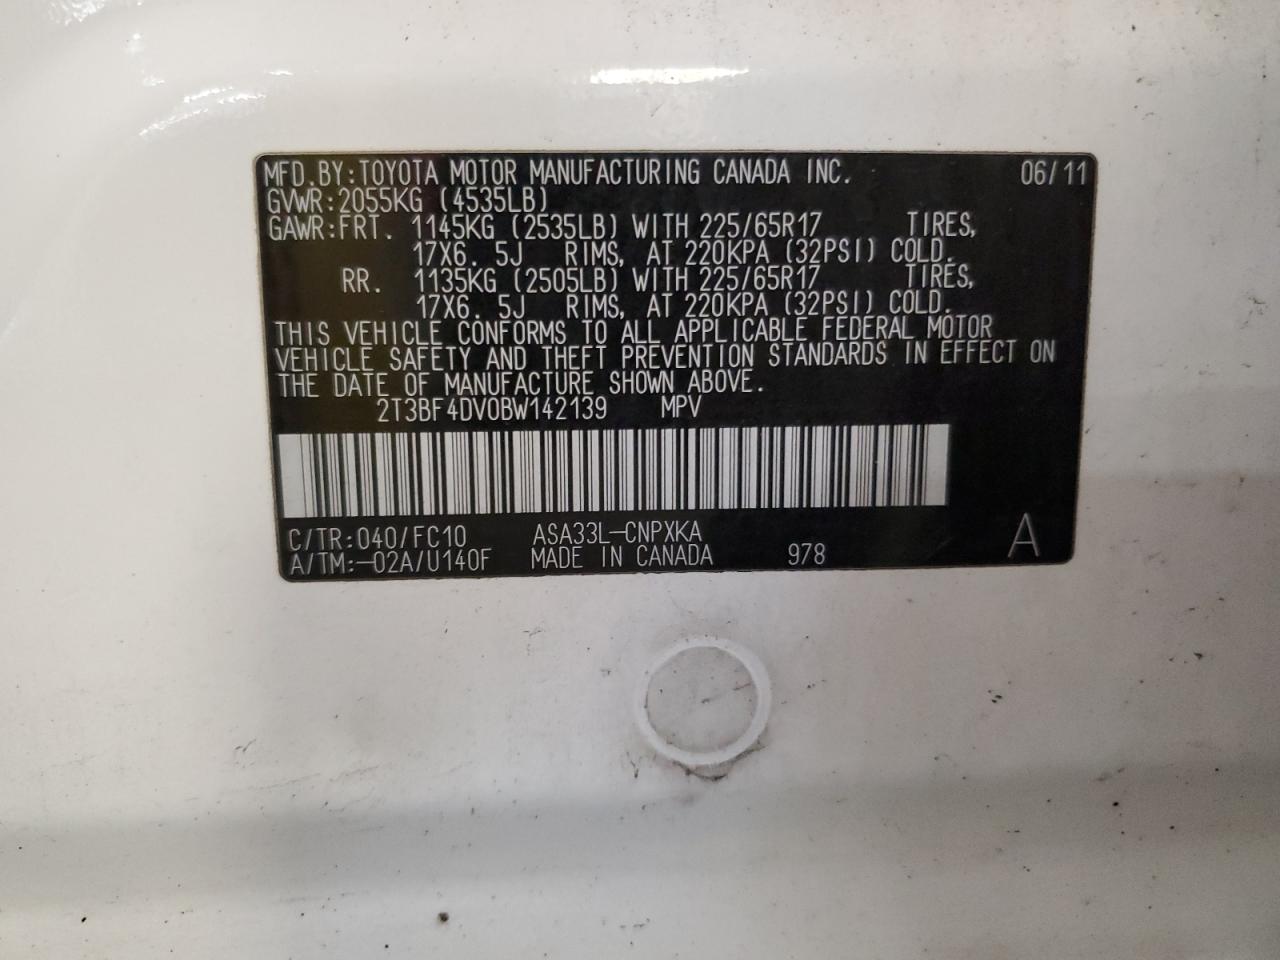 MFD.BY:TOYOTA MOTOR MANUFACTURING CANADA INC. 06/11
GVWR:2055KG (4535LB)
GAWR:FRT. 1145KG (2535LB) WITH 225/65R17 TIRES,
17X6. 5J RIMS, AT 220KPA (32PSI) COLD.
RR. 1135KG (2505LB) WITH 225/65R17 TIRES,
17X6. 5J RIMS, AT 220KPA (32PSI) COLD.
THIS VEHICLE CONFORMS TO ALL APPLICABLE FEDERAL MOTOR
VEHICLE SAFETY AND THEFT PREVENTION STANDARDS IN EFFECT ON
THE DATE OF MANUFACTURE SHOWN ABOVE.
2T3BF4DV0BW142139 MPV
C/TR:040/FC10 ASA33L-CNPXKA
A/TM:-02A/U140F MADE IN CANADA 978 A